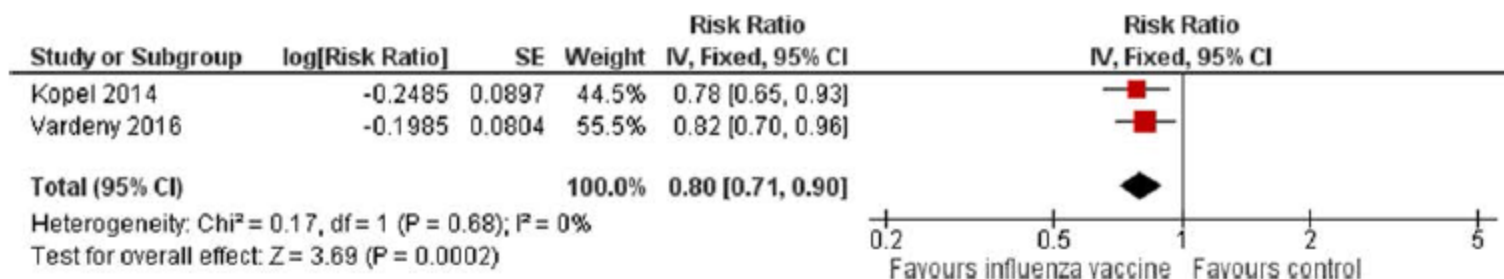 Risk Ratio Risk Ratio
Study or Subgroup log[Risk Ratio] SE Weight IV, Fixed, 95% CI IV, Fixed, 95% CI
Kopel 2014 -0.2485 0.0897 44.5% 0.78 [0.65, 0.93]
Vardeny 2016 -0.1985 0.0804 55.5% 0.82 [0.70, 0.96]
Total (95% CI) 100.0% 0.80 [0.71, 0.90]
Heterogeneity: Chi² = 0.17, df = 1 (P = 0.68); I² = 0%
Test for overall effect: Z = 3.69 (P = 0.0002)
0.2 0.5 1 2 5
Favours influenza vaccine Favours control